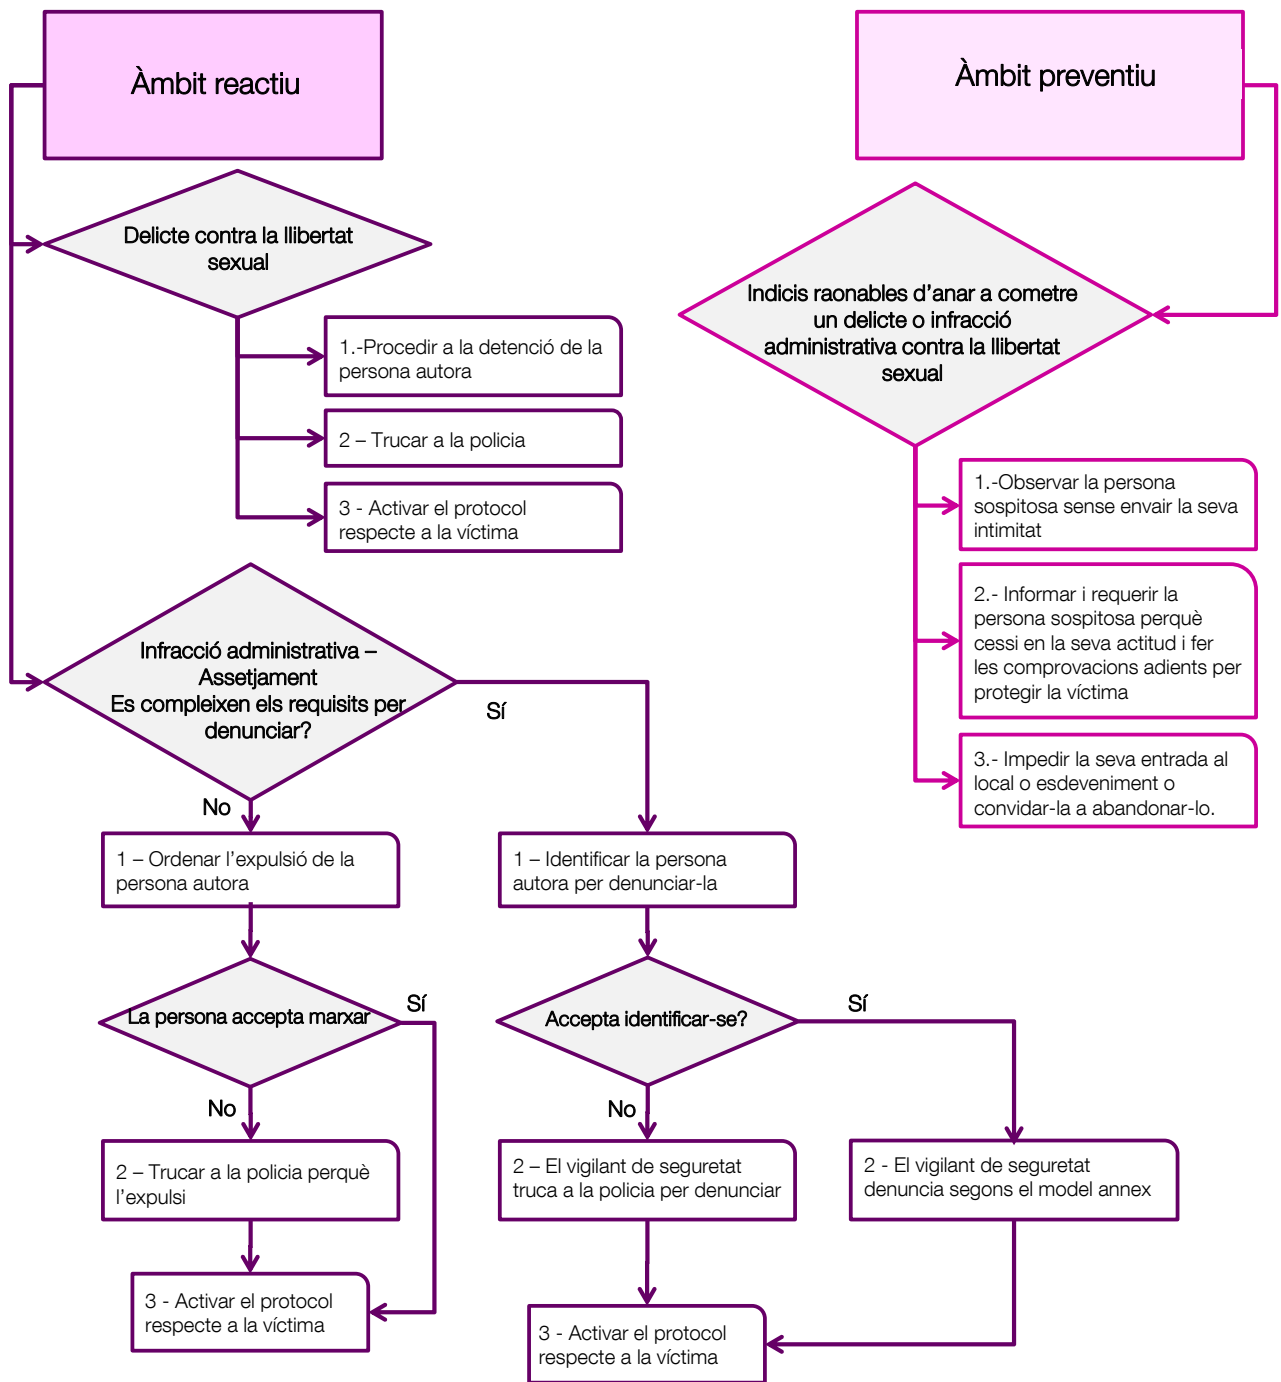 Àmbit reactiu
Delicte contra la llibertat
sexual
1.-Procedir a la detenció de la
persona autora
2 – Trucar a la policia
3 - Activar el protocol
respecte a la víctima
Infracció administrativa –
Assetjament
Es compleixen els requisits per
denunciar?
Sí
No
1 – Ordenar l’expulsió de la
persona autora
La persona accepta marxar
Sí
No
2 – Trucar a la policia perquè
l’expulsi
3 - Activar el protocol
respecte a la víctima
1 – Identificar la persona
autora per denunciar-la
Accepta identificar-se?
Sí
No
2 – El vigilant de seguretat
truca a la policia per denunciar
2 - El vigilant de seguretat
denuncia segons el model annex
3 - Activar el protocol
respecte a la víctima
Àmbit preventiu
Indicis raonables d’anar a cometre
un delicte o infracció
administrativa contra la llibertat
sexual
1.-Observar la persona
sospitosa sense envair la seva
intimitat
2.- Informar i requerir la
persona sospitosa perquè
cessi en la seva actitud i fer
les comprovacions adients per
protegir la víctima
3.- Impedir la seva entrada al
local o esdeveniment o
convidar-la a abandonar-lo.